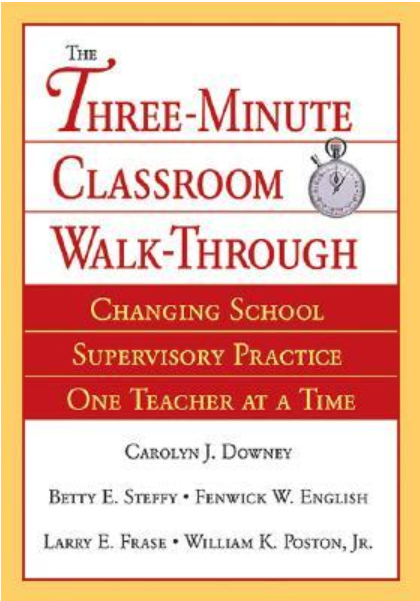 THE
THREE-MINUTE
CLASSROOM
WALK-THROUGH
CHANGING SCHOOL
SUPERVISORY PRACTICE
ONE TEACHER AT A TIME
CAROLYN J. DOWNEY
BETTY E. STEFFY • FENWICK W. ENGLISH
LARRY E. FRASE • WILLIAM K. POSTON, JR.